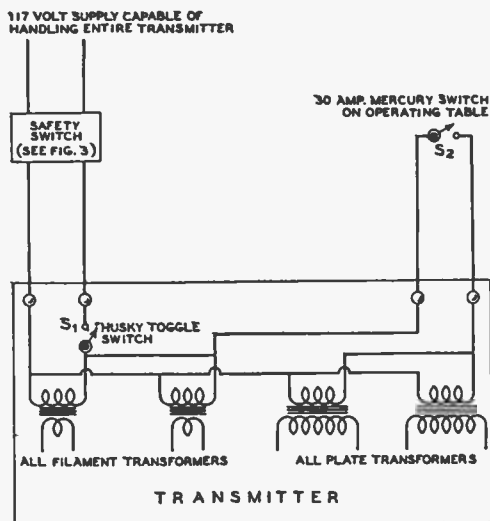 117 VOLT SUPPLY CAPABLE OF
HANDLING ENTIRE TRANSMITTER
SAFETY
SWITCH
(SEE FIG. 3)
30 AMP. MERCURY SWITCH
ON OPERATING TABLE
S2
S1
HUSKY TOGGLE
SWITCH
ALL FILAMENT TRANSFORMERS
ALL PLATE TRANSFORMERS
TRANSMITTER